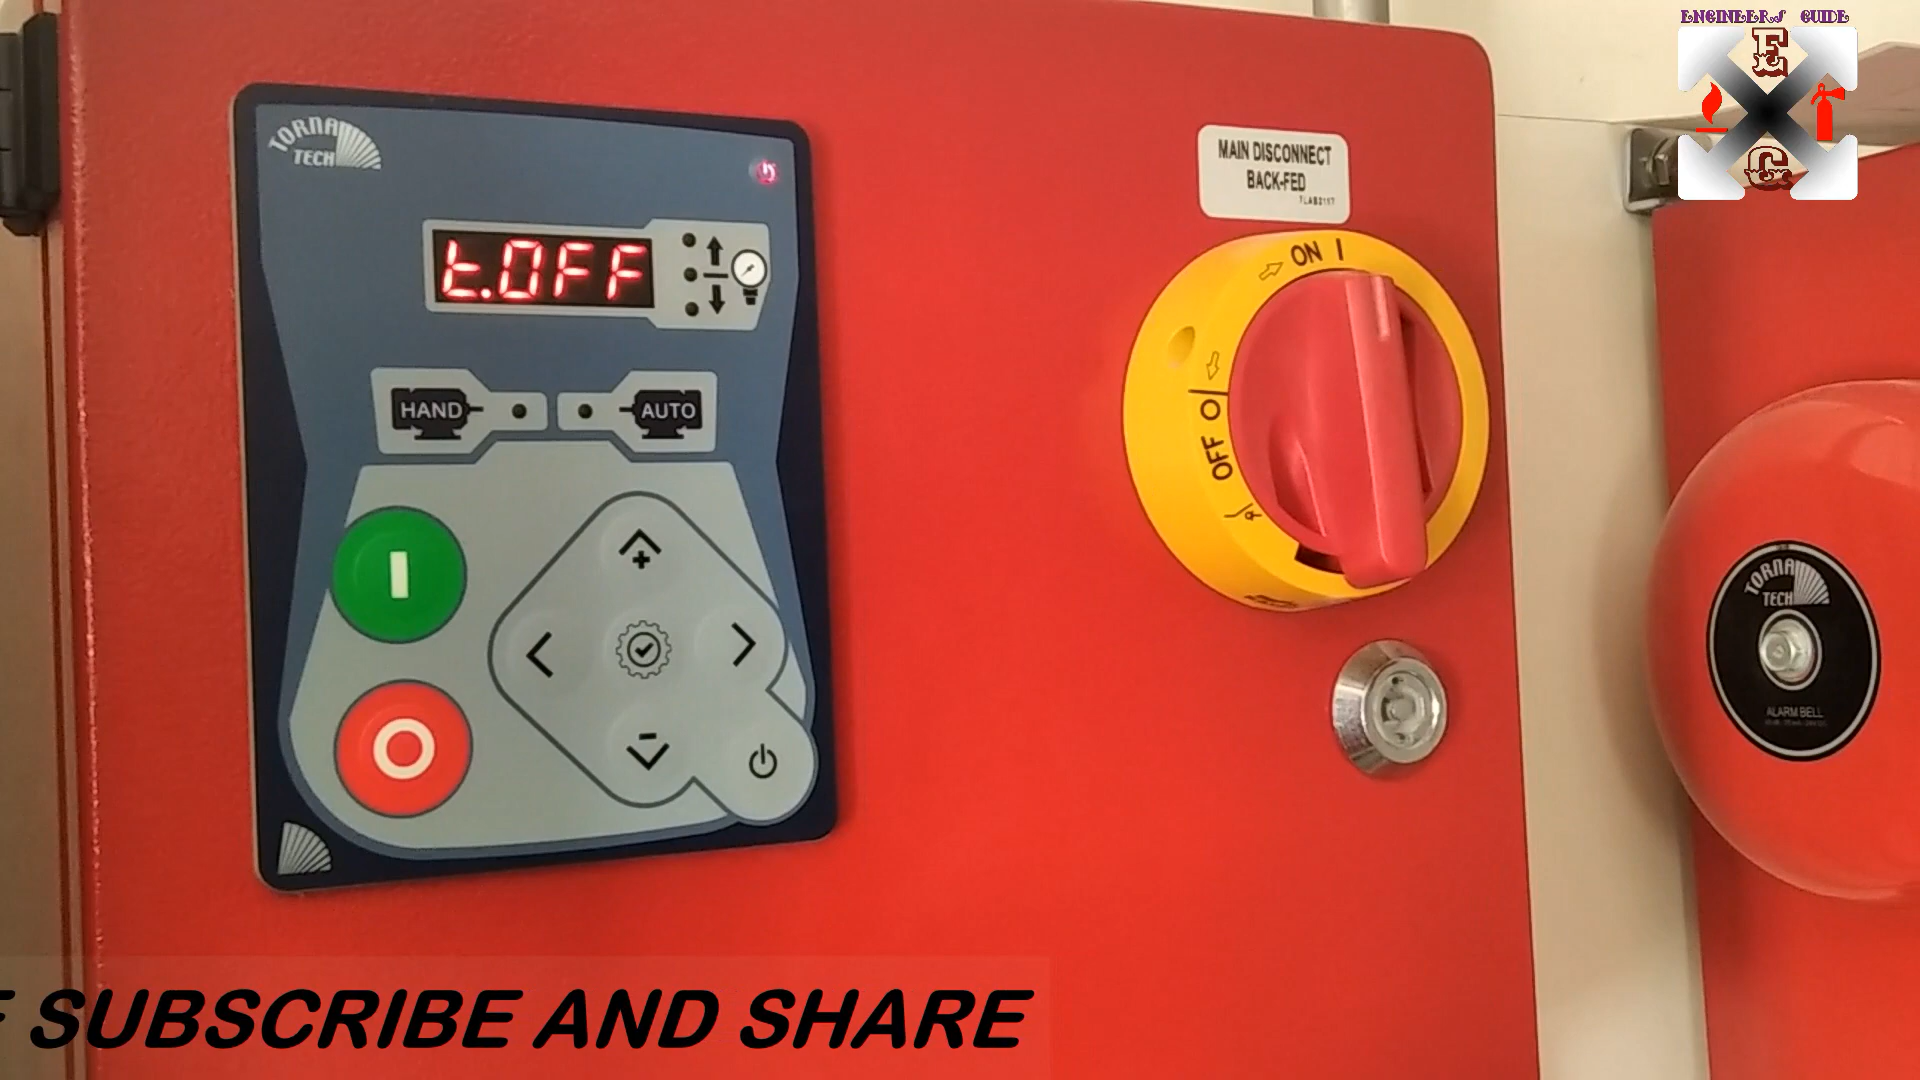 ENGINEERS GUIDE
E
G
TORNA
TECH
MAIN DISCONNECT
BACK-FED
t.OFF
ON I
OFF O
HAND
AUTO
TORNA
TECH
ALARM BELL
SUBSCRIBE AND SHARE